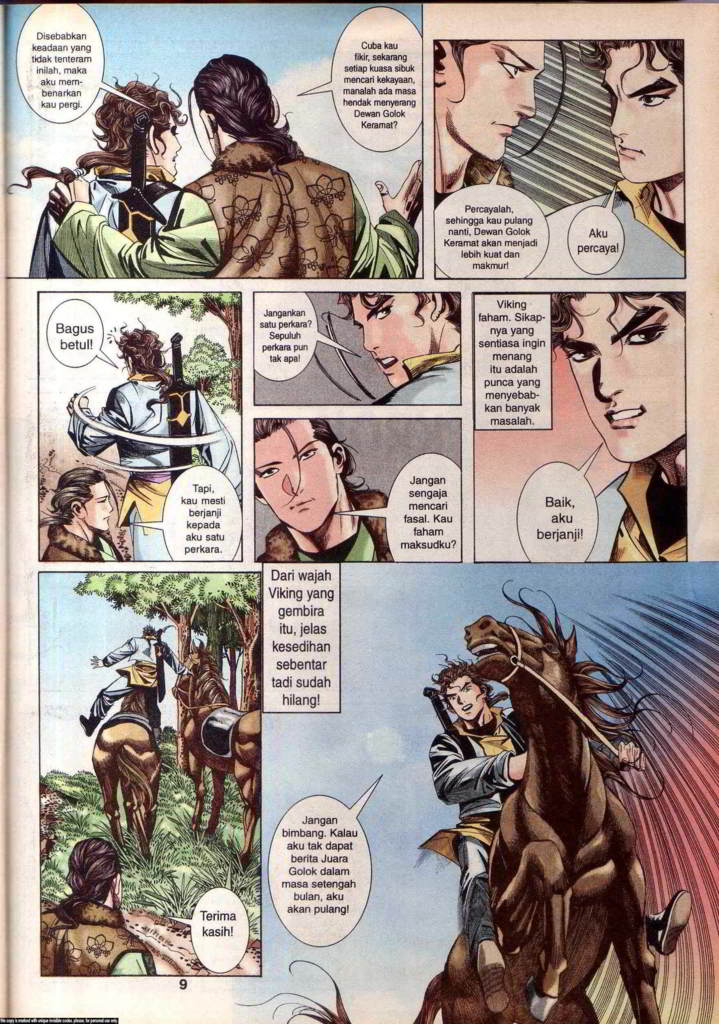 Disebabkan
keadaan yang
tidak tenteram
inilah, maka
aku mem-
benarkan
kau pergi.
Cuba kau
fikir, sekarang
setiap kuasa sibuk
mencari kekayaan,
manalah ada masa
hendak menyerang
Dewan Golok
Keramat?
Percayalah,
sehingga kau pulang
nanti, Dewan Golok
Keramat akan menjadi
lebih kuat dan
makmur!
Aku
percaya!
Bagus
betul!
Tapi,
kau mesti
berjanji
kepada
aku satu
perkara.
Jangankan
satu perkara?
Sepuluh
perkara pun
tak apa!
Jangan
sengaja
mencari
fasal. Kau
faham
maksudku?
Viking
faham. Sikap-
nya yang
sentiasa ingin
menang
itu adalah
punca yang
menyebab-
kan banyak
masalah.
Baik,
aku
berjanji!
Dari wajah
Viking yang
gembira
itu, jelas
kesedihan
sebentar
tadi sudah
hilang!
Terima
kasih!
Jangan
bimbang. Kalau
aku tak dapat
berita Juara
Golok dalam
masa setengah
bulan, aku
akan pulang!
9